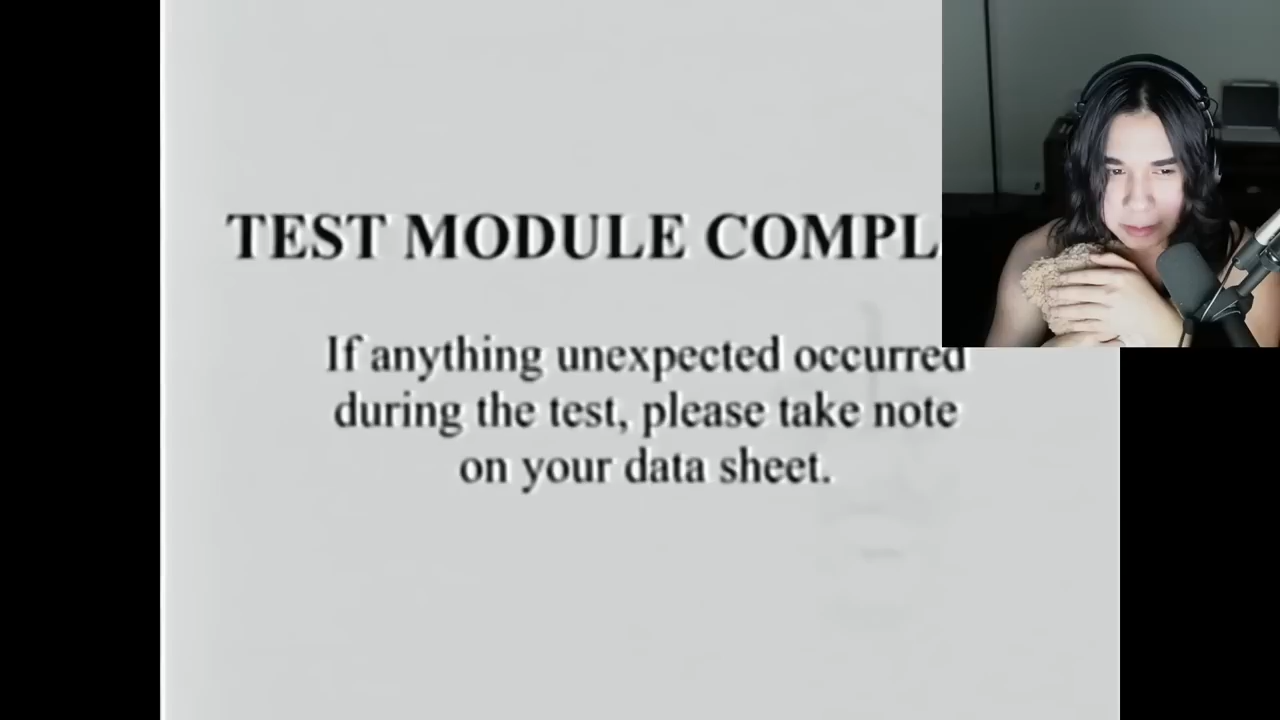 TEST MODULE COMPL
If anything unexpected occurred
during the test, please take note
on your data sheet.